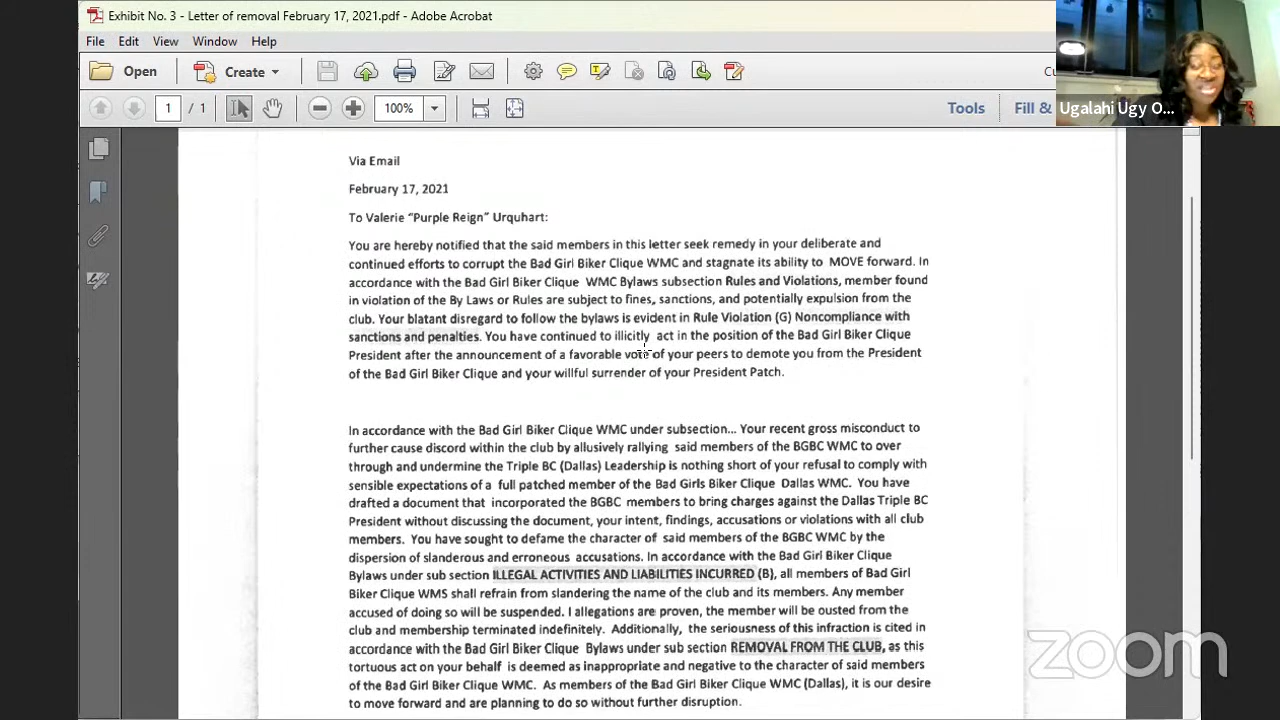 Exhibit No. 3 - Letter of removal February 17, 2021.pdf - Adobe Acrobat
File Edit View Window Help
Open Create Cu
1 / 1 100% Tools Fill &
Ugalahi Ugy O...
Via Email
February 17, 2021
To Valerie “Purple Reign” Urquhart:
You are hereby notified that the said members in this letter seek remedy in your deliberate and
continued efforts to corrupt the Bad Girl Biker Clique WMC and stagnate its ability to MOVE forward. In
accordance with the Bad Girl Biker Clique WMC Bylaws subsection Rules and Violations, member found
in violation of the By Laws or Rules are subject to fines, sanctions, and potentially expulsion from the
club. Your blatant disregard to follow the bylaws is evident in Rule Violation (G) Noncompliance with
sanctions and penalties. You have continued to illicitly act in the position of the Bad Girl Biker Clique
President after the announcement of a favorable vote of your peers to demote you from the President
of the Bad Girl Biker Clique and your willful surrender of your President Patch.
In accordance with the Bad Girl Biker Clique WMC under subsection... Your recent gross misconduct to
further cause discord within the club by allusively rallying said members of the BGBC WMC to over
through and undermine the Triple BC (Dallas) Leadership is nothing short of your refusal to comply with
sensible expectations of a full patched member of the Bad Girls Biker Clique Dallas WMC. You have
drafted a document that incorporated the BGBC members to bring charges against the Dallas Triple BC
President without discussing the document, your intent, findings, accusations or violations with all club
members. You have sought to defame the character of said members of the BGBC WMC by the
dispersion of slanderous and erroneous accusations. In accordance with the Bad Girl Biker Clique
Bylaws under sub section ILLEGAL ACTIVITIES AND LIABILITIES INCURRED (B), all members of Bad Girl
Biker Clique WMS shall refrain from slandering the name of the club and its members. Any member
accused of doing so will be suspended. I allegations are proven, the member will be ousted from the
club and membership terminated indefinitely. Additionally, the seriousness of this infraction is cited in
accordance with the Bad Girl Biker Clique Bylaws under sub section REMOVAL FROM THE CLUB, as this
tortuous act on your behalf is deemed as inappropriate and negative to the character of said members
of the Bad Girl Biker Clique WMC. As members of the Bad Girl Biker Clique WMC (Dallas), it is our desire
to move forward and are planning to do so without further disruption.
zoom